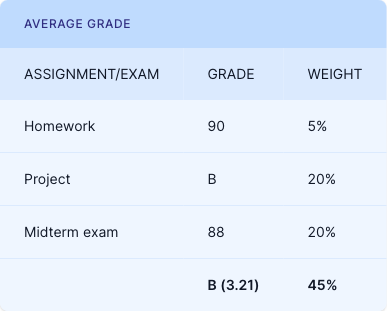 AVERAGE GRADE
ASSIGNMENT/EXAM GRADE WEIGHT
Homework 90 5%
Project B 20%
Midterm exam 88 20%
B (3.21) 45%